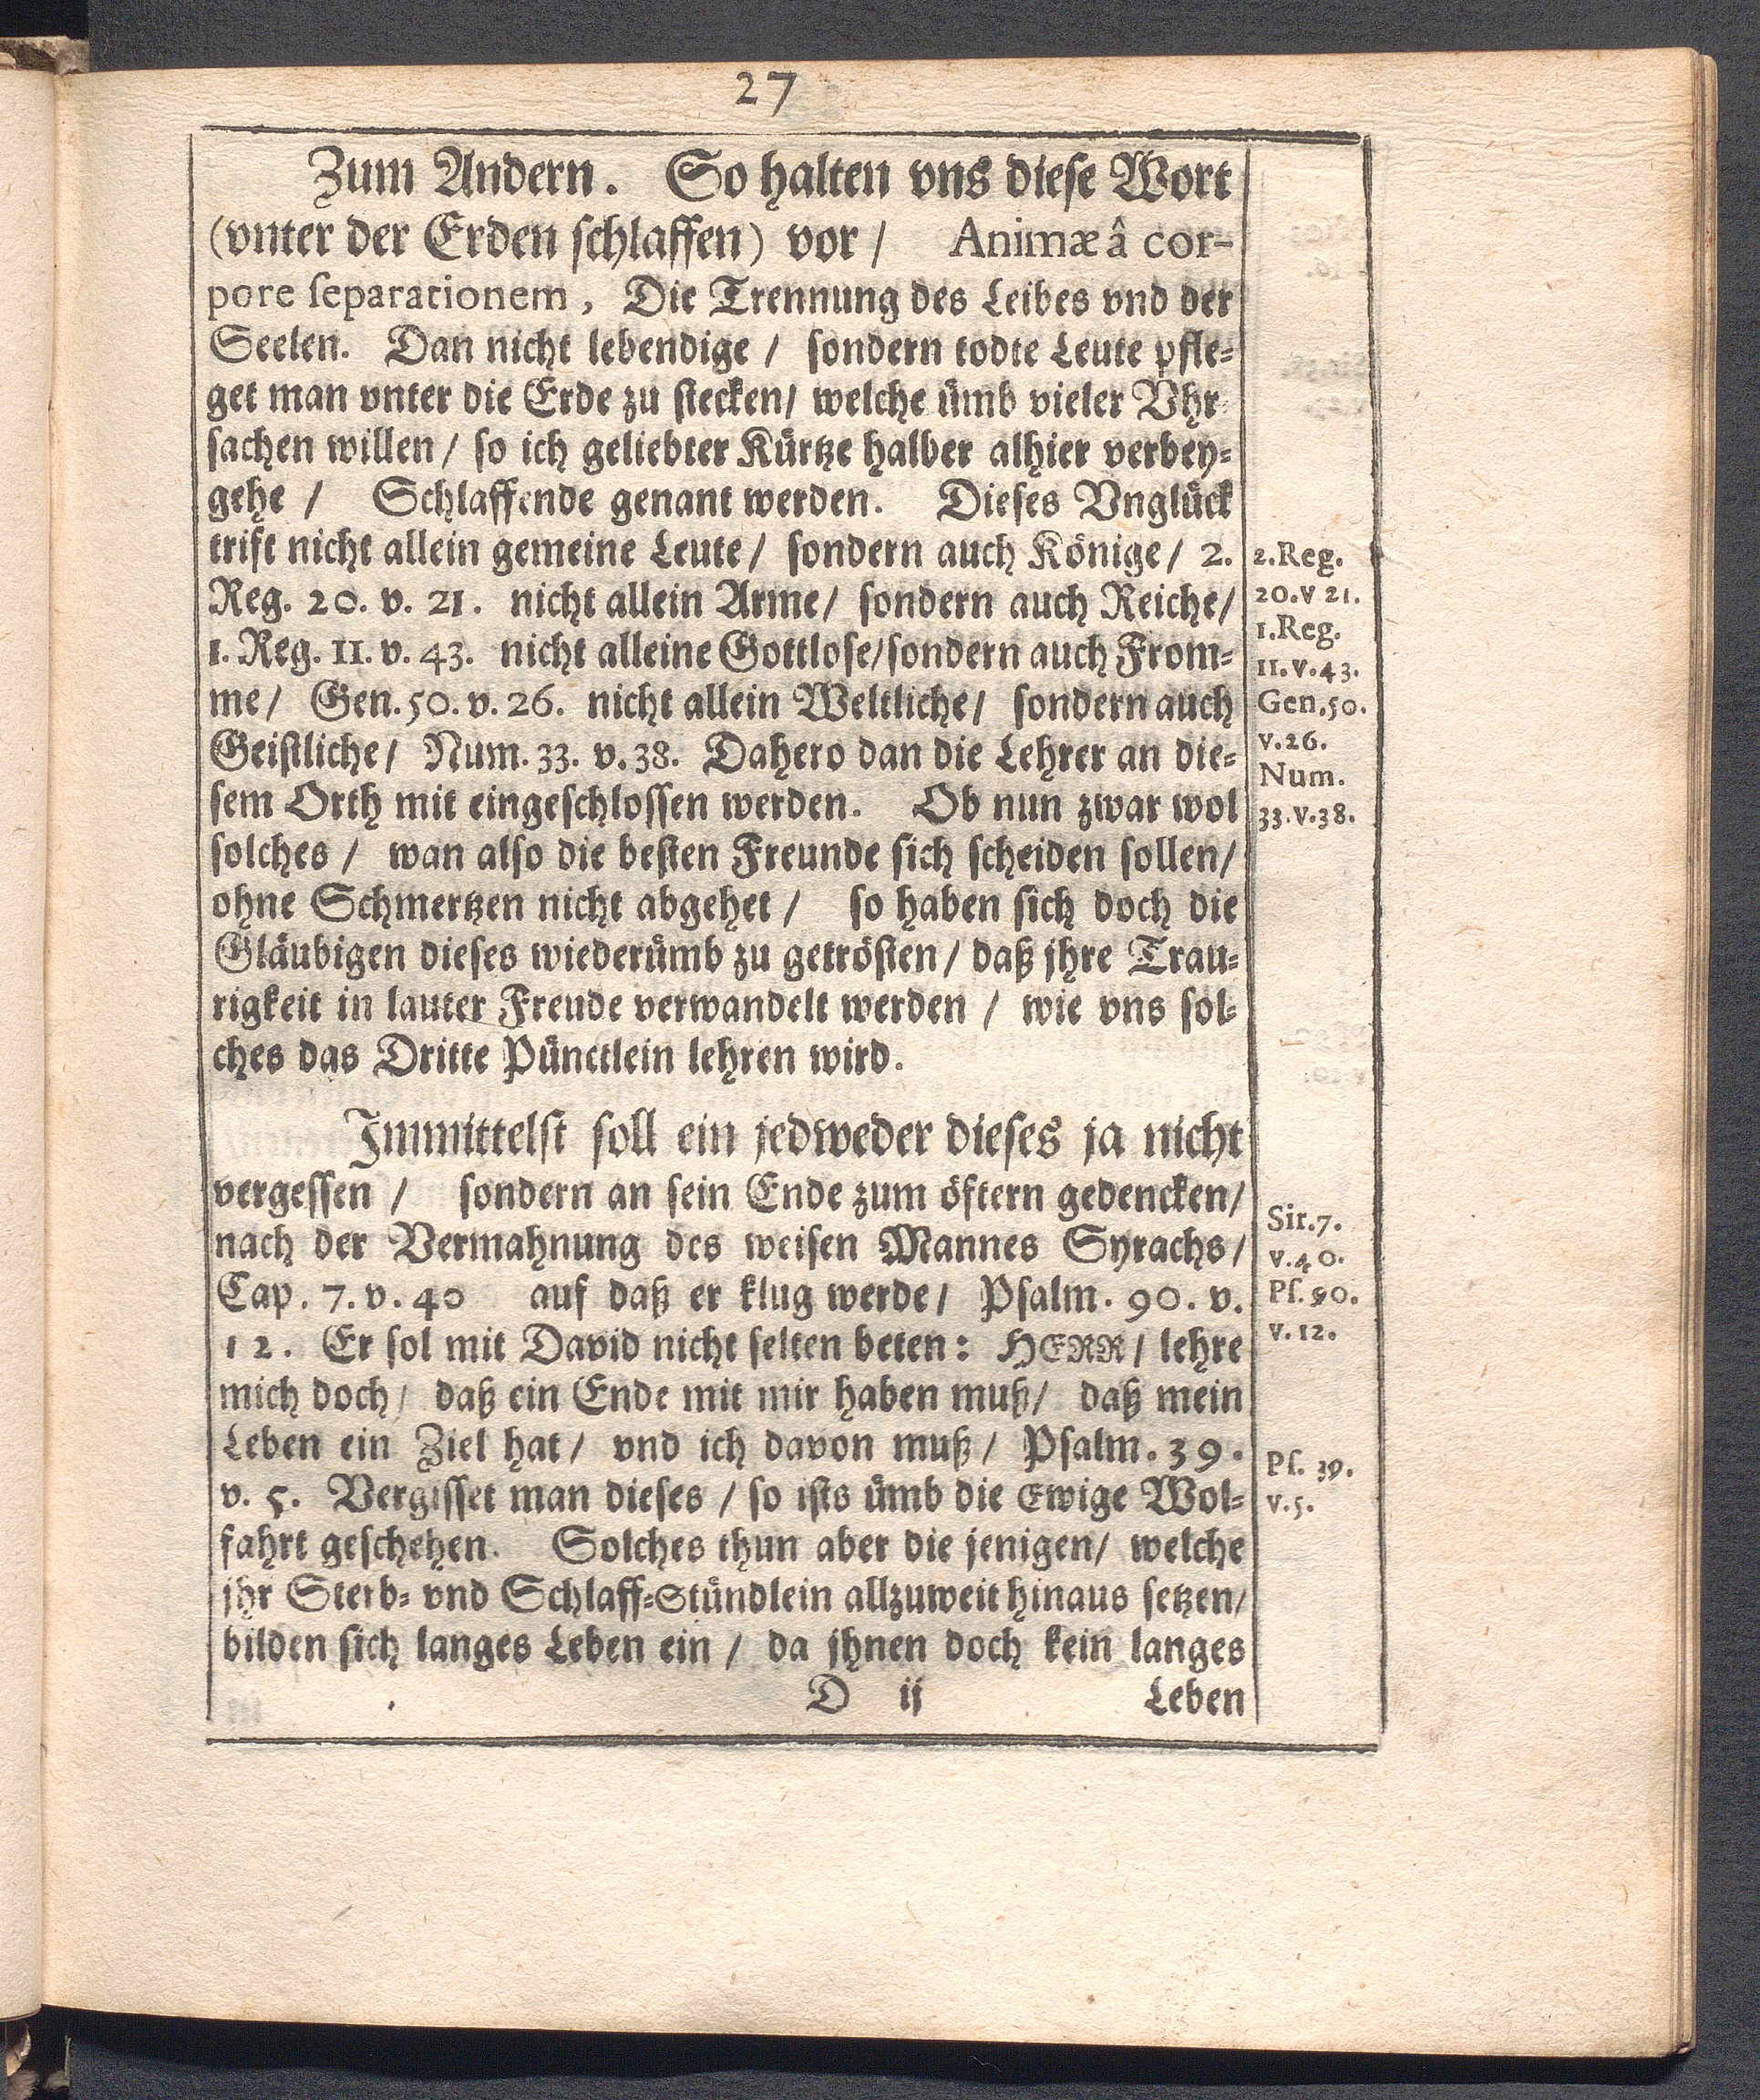 27
Zum Andern. So halten vns diese Wort
(vnter der Erden schlaffen) vor / Animæ â cor-
pore separationem, Die Trennung des Leibes vnd der
Seelen. Dan nicht lebendige / sondern todte Leute pfle-
get man vnter die Erde zu stecken/ welche ümb vieler Vhr
sachen willen / so ich geliebter Kürtze halber alhier verbey-
gehe / Schlaffende genant werden. Dieses Vnglück
trift nicht allein gemeine Leute / sondern auch Könige / 2.
Reg. 20. v. 21. nicht allein Arme / sondern auch Reiche /
1. Reg. 11. v. 43. nicht alleine Gottlose/sondern auch From-
me / Gen. 50. v. 26. nicht allein Weltliche / sondern auch
Geistliche / Num. 33. v. 38. Dahero dan die Lehrer an die-
sem Orth mit eingeschlossen werden. Ob nun zwar wol
solches / wan also die besten Freunde sich scheiden sollen /
ohne Schmertzen nicht abgehet / so haben sich doch die
Gläubigen dieses wiederümb zu getrösten / daß jhre Trau-
rigkeit in lauter Freude verwandelt werden / wie vns sol-
ches das Dritte Pünctlein lehren wird.
Immittelst soll ein jedweder dieses ja nicht
vergessen / sondern an sein Ende zum öftern gedencken /
nach der Vermahnung des weisen Mannes Syrachs /
Cap. 7. v. 40 auf daß er klug werde / Psalm. 90. v.
12. Er sol mit David nicht selten beten: HERR / lehre
mich doch / daß ein Ende mit mir haben muß / daß mein
Leben ein Ziel hat / vnd ich davon muß / Psalm. 39.
v. 5. Vergisset man dieses / so ists ümb die Ewige Wol-
fahrt geschehen. Solches thun aber die jenigen / welche
jhr Sterb- vnd Schlaff-Stündlein allzuweit hinaus setzen /
bilden sich langes Leben ein / da jhnen doch kein langes
D ij Leben
2.Reg.
20.v 21.
1.Reg.
11.v.43.
Gen.50.
v.26.
Num.
33.v.38.
Sir.7.
v.40.
Ps.90.
v.12.
Ps. 39.
v.5.